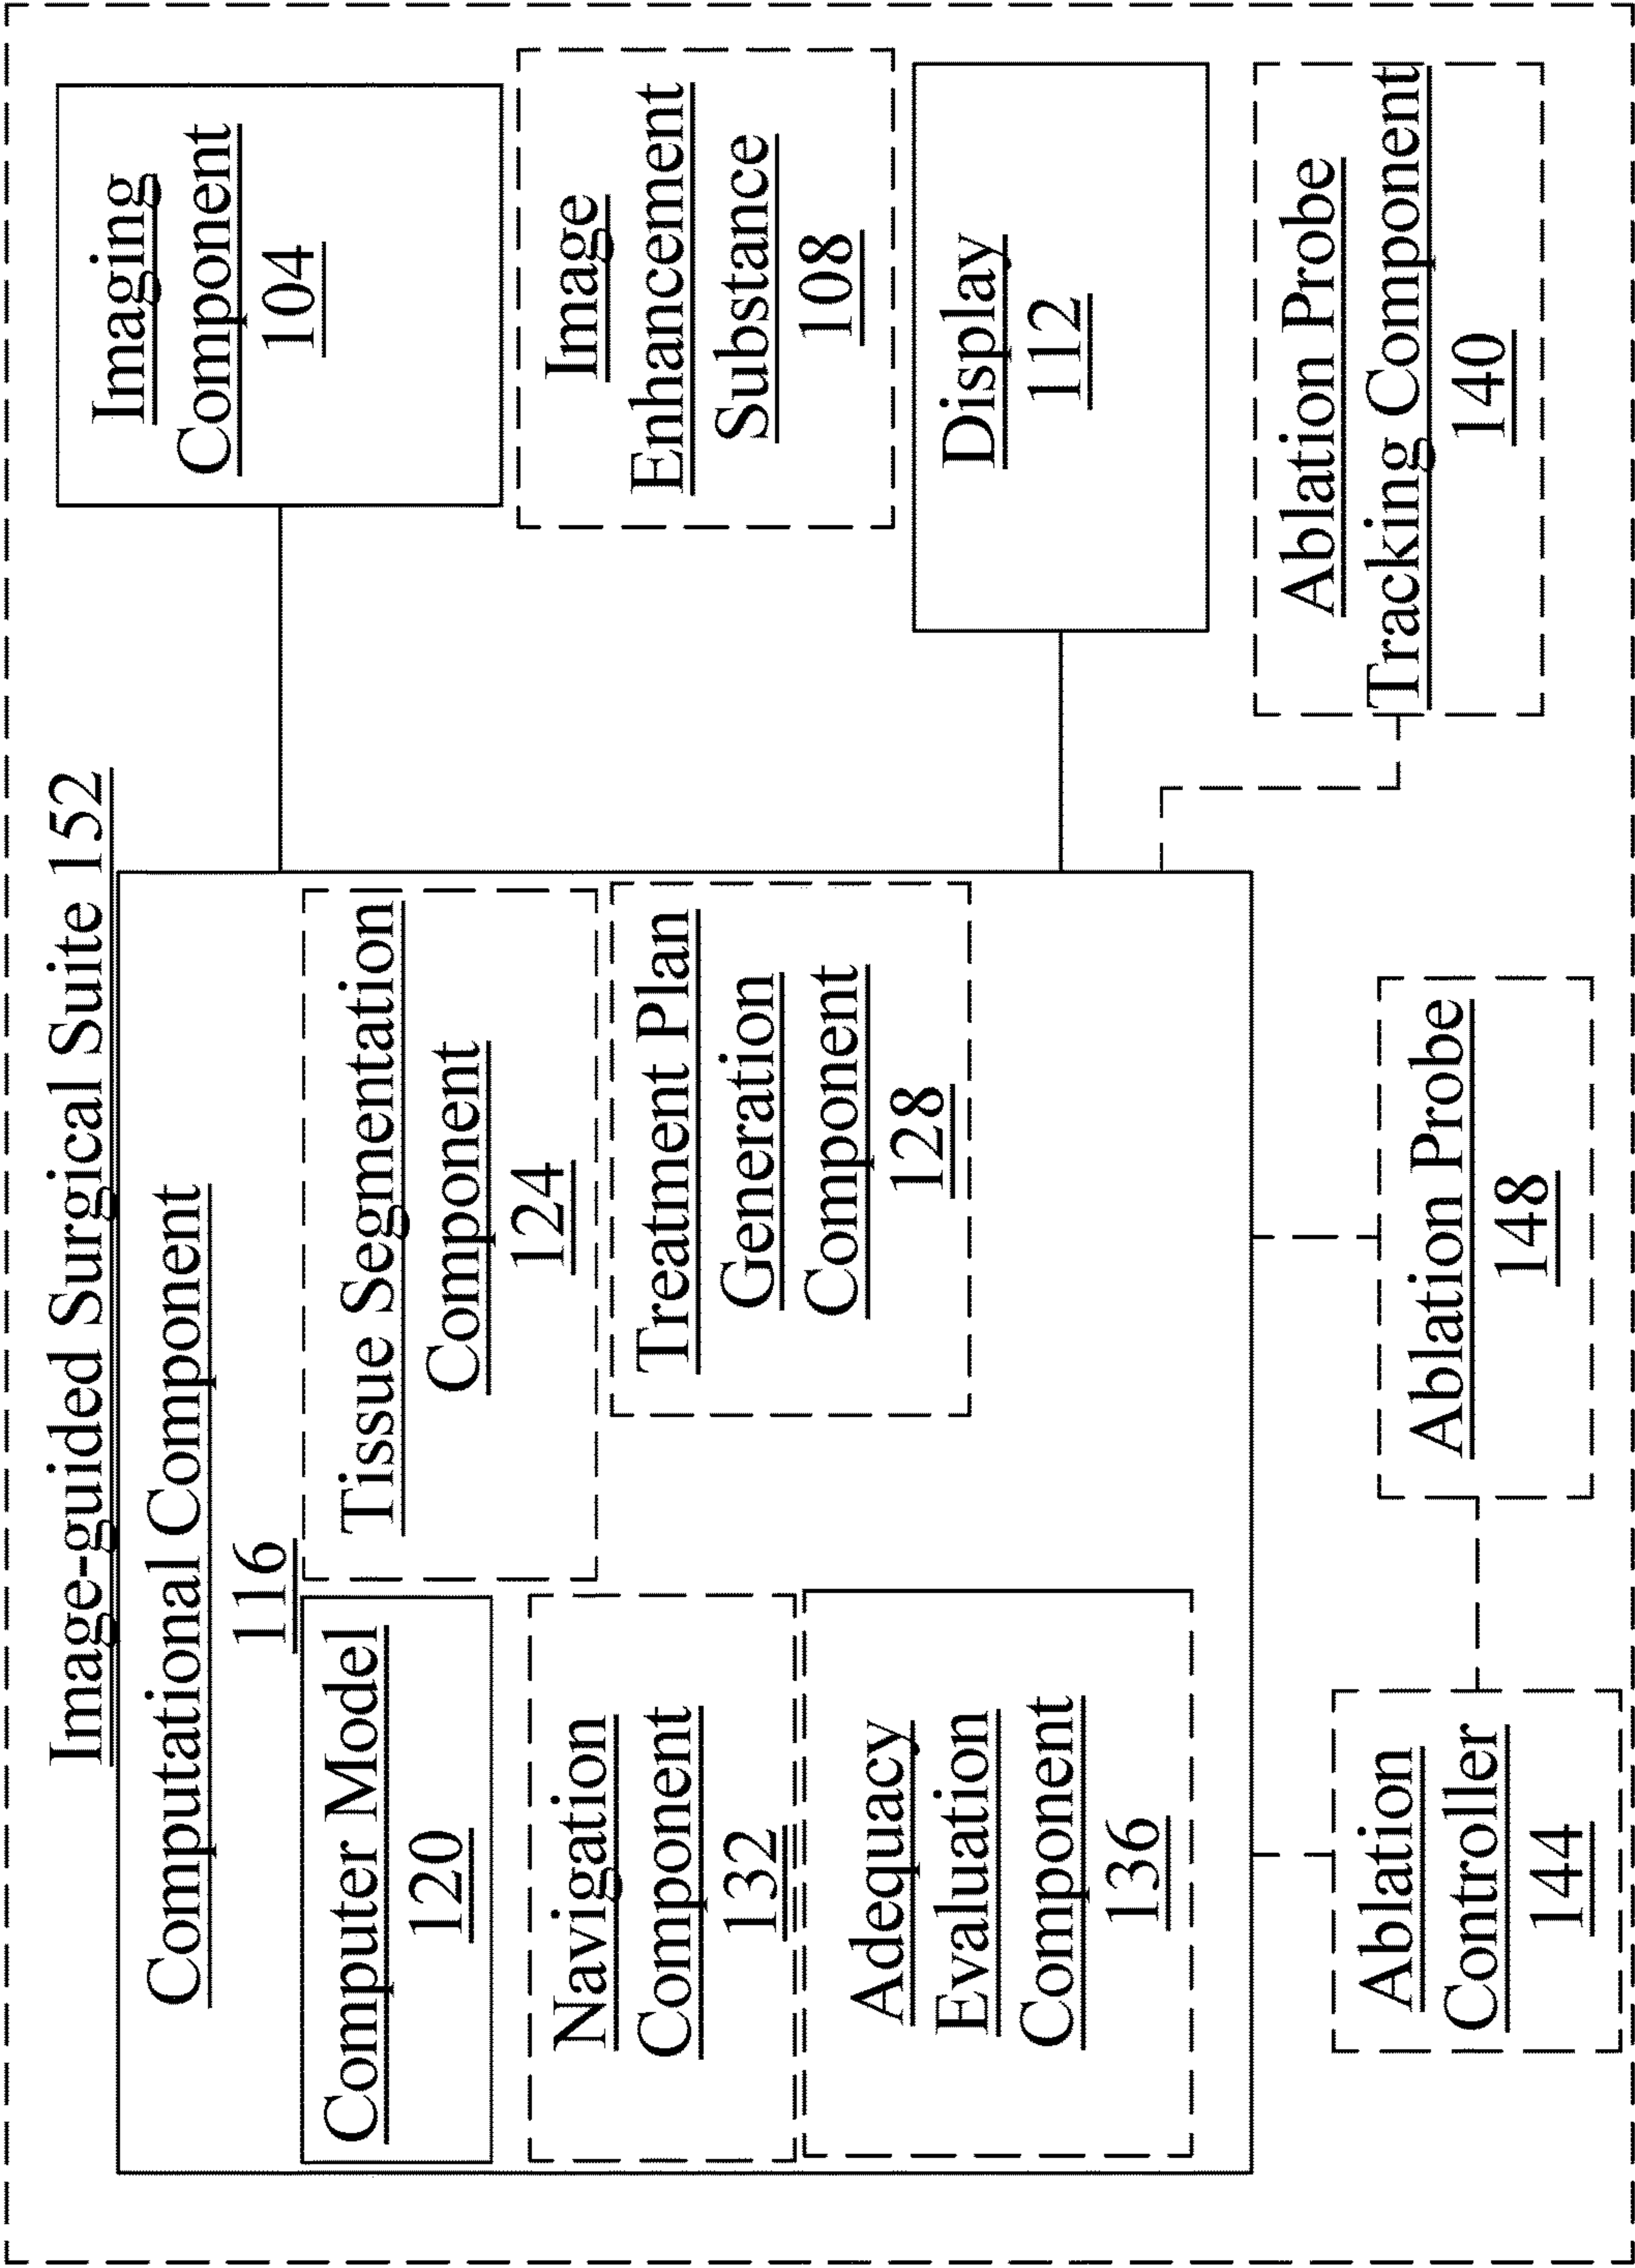 Image-guided Surgical Suite 152
Computational Component
116
Computer Model
120
Tissue Segmentation
Component
124
Navigation
Component
132
Treatment Plan
Generation
Component
128
Adequacy
Evaluation
Component
136
Imaging
Component
104
Image
Enhancement
Substance
108
Display
112
Ablation Probe
Tracking Component
140
Ablation
Controller
144
Ablation Probe
148